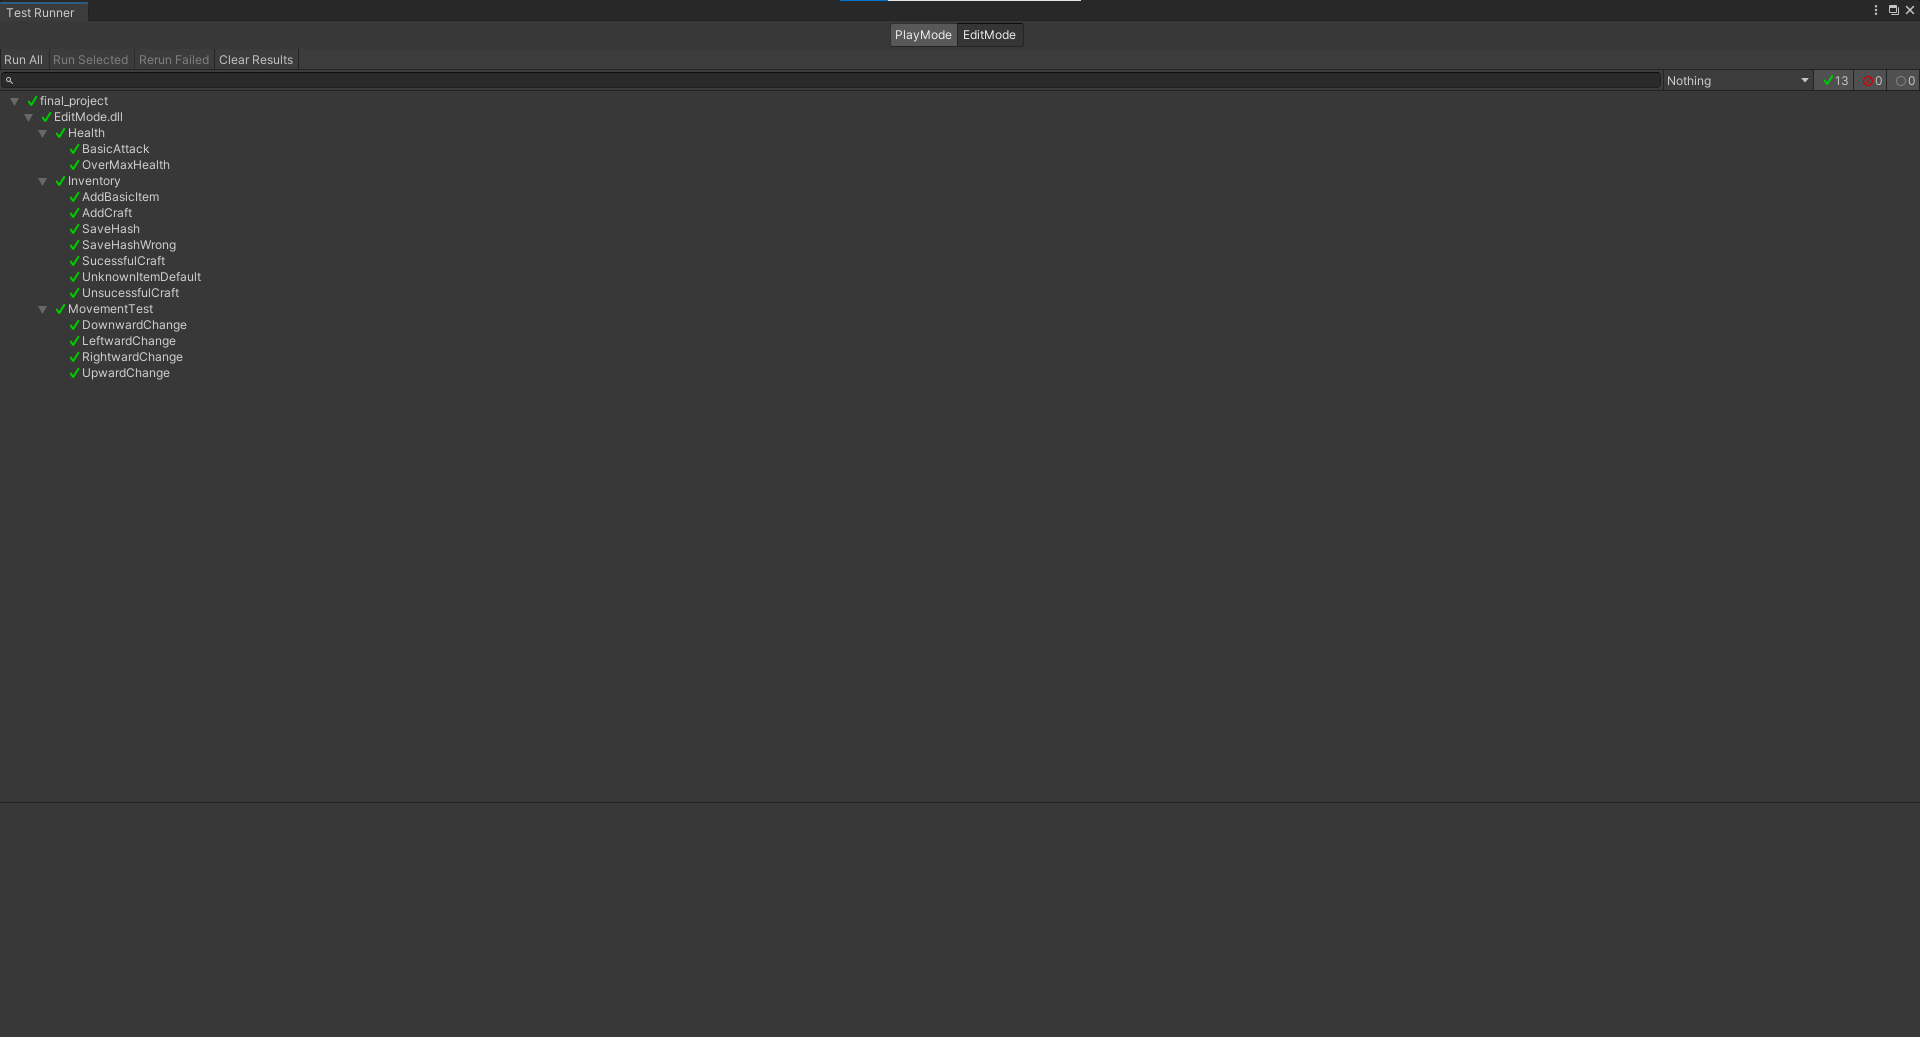 Test Runner
PlayMode EditMode
Run All Run Selected Rerun Failed Clear Results
Nothing 13 0 0
final_project
EditMode.dll
Health
BasicAttack
OverMaxHealth
Inventory
AddBasicItem
AddCraft
SaveHash
SaveHashWrong
SucessfulCraft
UnknownItemDefault
UnsucessfulCraft
MovementTest
DownwardChange
LeftwardChange
RightwardChange
UpwardChange